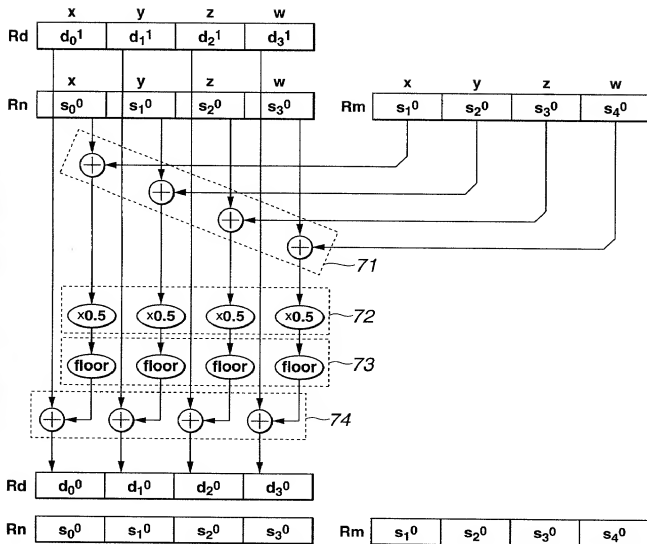 x y z w
Rd d₀¹ d₁¹ d₂¹ d₃¹
x y z w x y z w
Rn s₀⁰ s₁⁰ s₂⁰ s₃⁰ Rm s₁⁰ s₂⁰ s₃⁰ s₄⁰
+
+
+
+
71
×0.5 ×0.5 ×0.5 ×0.5 72
floor floor floor floor 73
+ + + + 74
Rd d₀⁰ d₁⁰ d₂⁰ d₃⁰
Rn s₀⁰ s₁⁰ s₂⁰ s₃⁰ Rm s₁⁰ s₂⁰ s₃⁰ s₄⁰